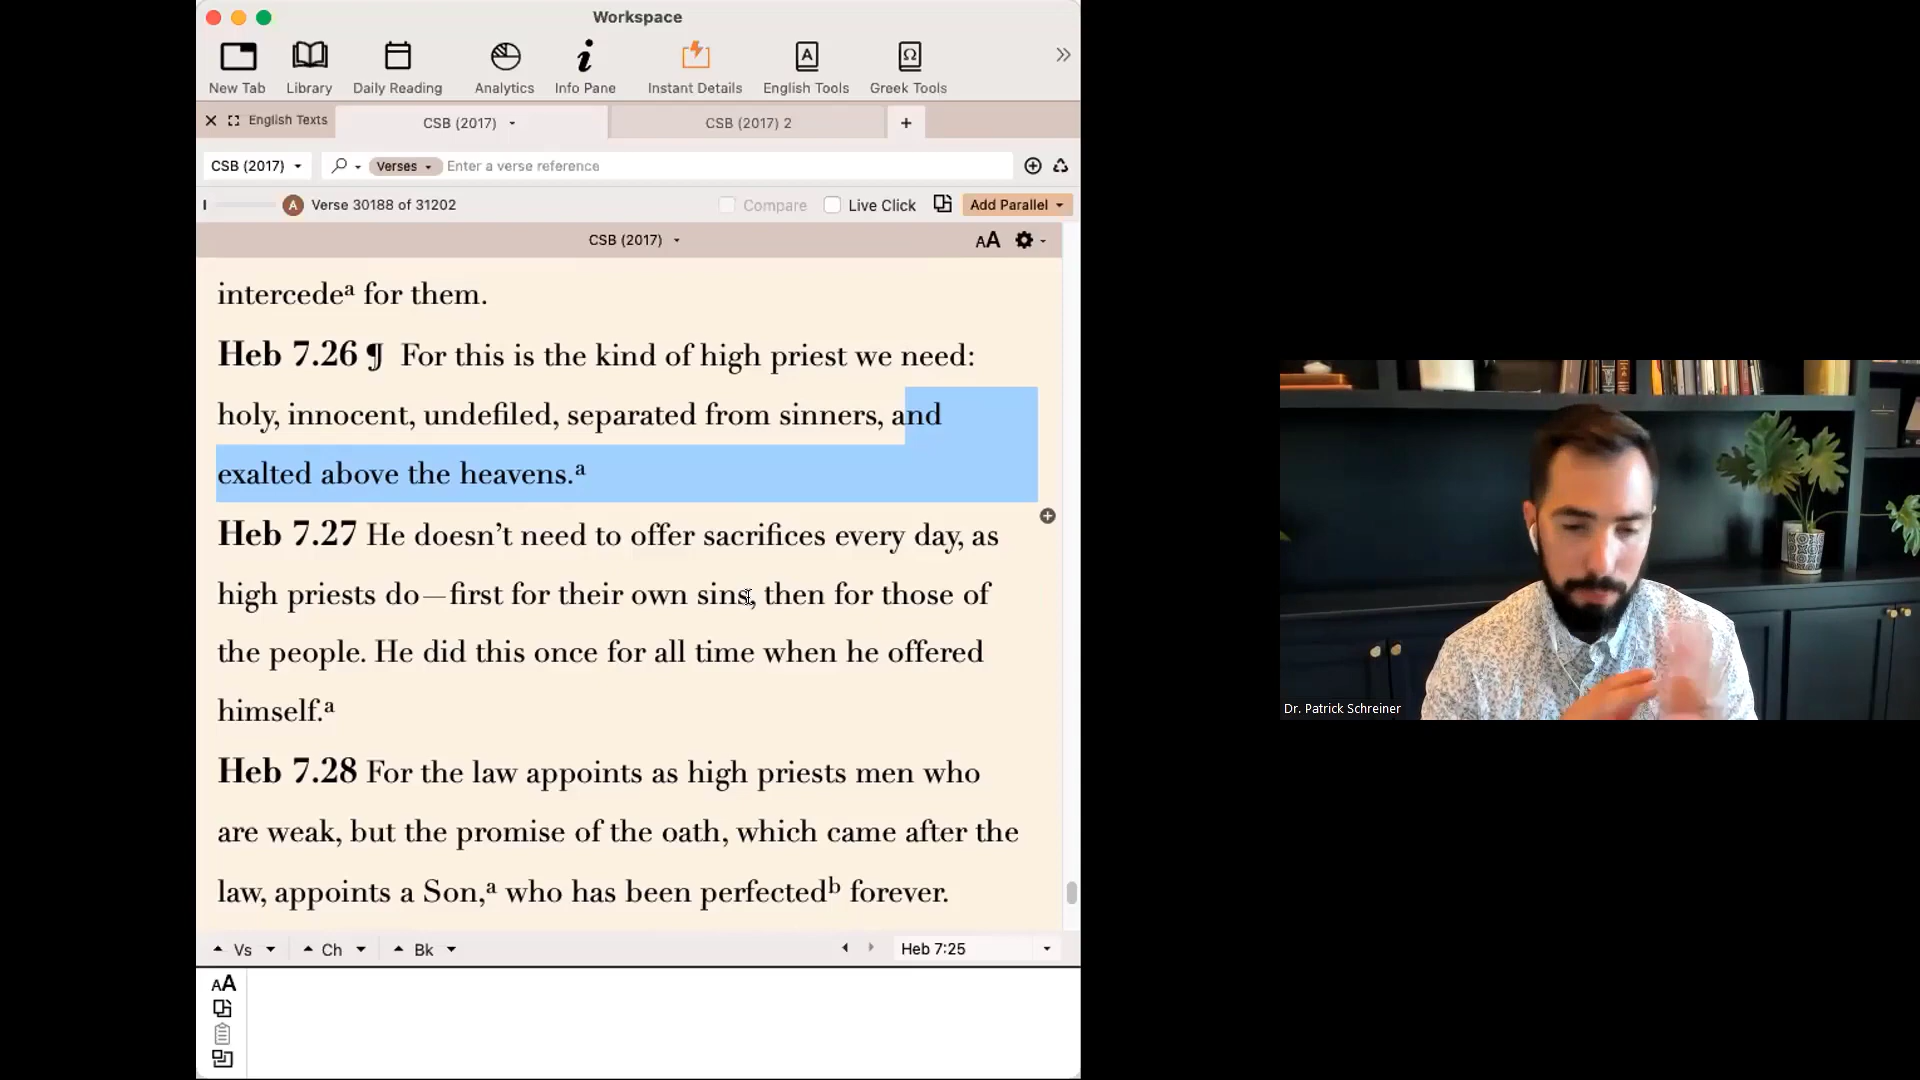 Workspace
New Tab
Library
Daily Reading
Analytics
Info Pane
Instant Details
English Tools
Greek Tools
English Texts
CSB (2017)
CSB (2017) 2
CSB (2017)
Verses
Enter a verse reference
A
Verse 30188 of 31202
Compare
Live Click
Add Parallel
CSB (2017)
AA
intercedeᵃ for them.
Heb 7.26 ¶ For this is the kind of high priest we need:
holy, innocent, undefiled, separated from sinners, and
exalted above the heavens.ᵃ
Heb 7.27 He doesn’t need to offer sacrifices every day, as
high priests do—first for their own sins, then for those of
the people. He did this once for all time when he offered
himself.ᵃ
Heb 7.28 For the law appoints as high priests men who
are weak, but the promise of the oath, which came after the
law, appoints a Son,ᵃ who has been perfectedᵇ forever.
Vs
Ch
Bk
Heb 7:25
AA
Dr. Patrick Schreiner